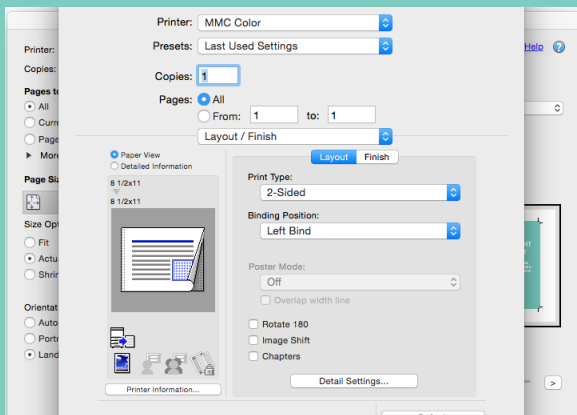 Printer: MMC Color
Presets: Last Used Settings
Copies: 1
Pages: All
From: 1 to: 1
Layout / Finish
Paper View
Detailed Information
8 1/2x11
8 1/2x11
Printer Information...
Layout Finish
Print Type:
2-Sided
Binding Position:
Left Bind
Poster Mode:
Off
Overlap width line
Rotate 180
Image Shift
Chapters
Detail Settings...
Printer:
Copies:
Pages to
All
Curre
Page
More
Page Siz
Size Opt
Fit
Actu
Shrin
Orientat
Auto
Portr
Land
Help ?
>